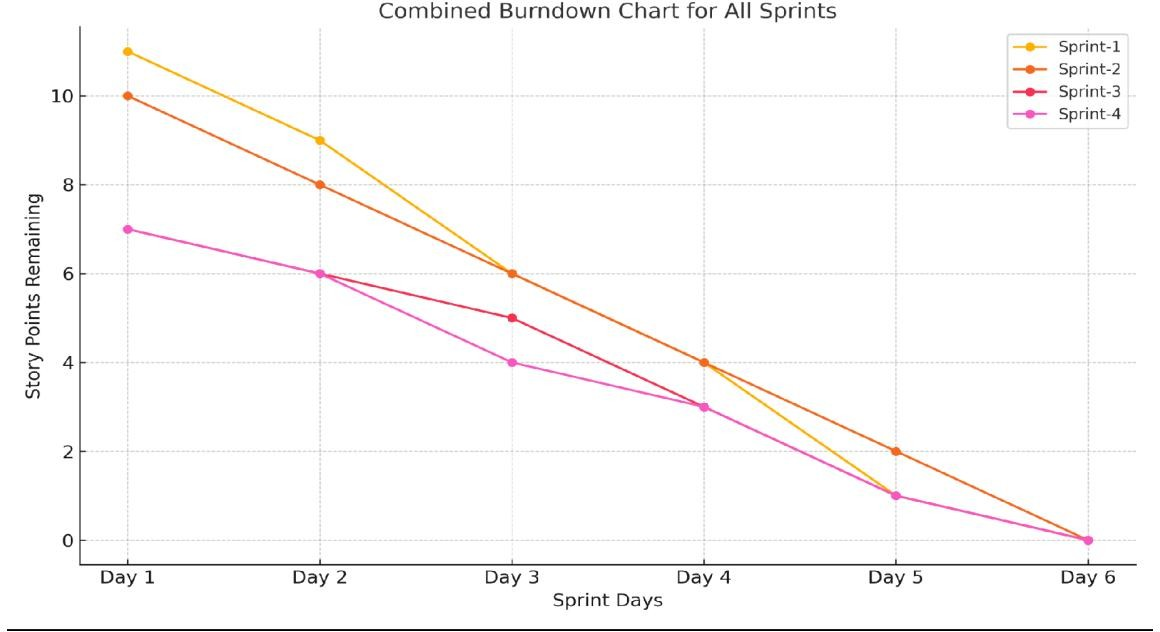 Combined Burndown Chart for All Sprints
Sprint-1
Sprint-2
Sprint-3
Sprint-4
Story Points Remaining
10
8
6
4
2
0
Day 1 Day 2 Day 3 Day 4 Day 5 Day 6
Sprint Days